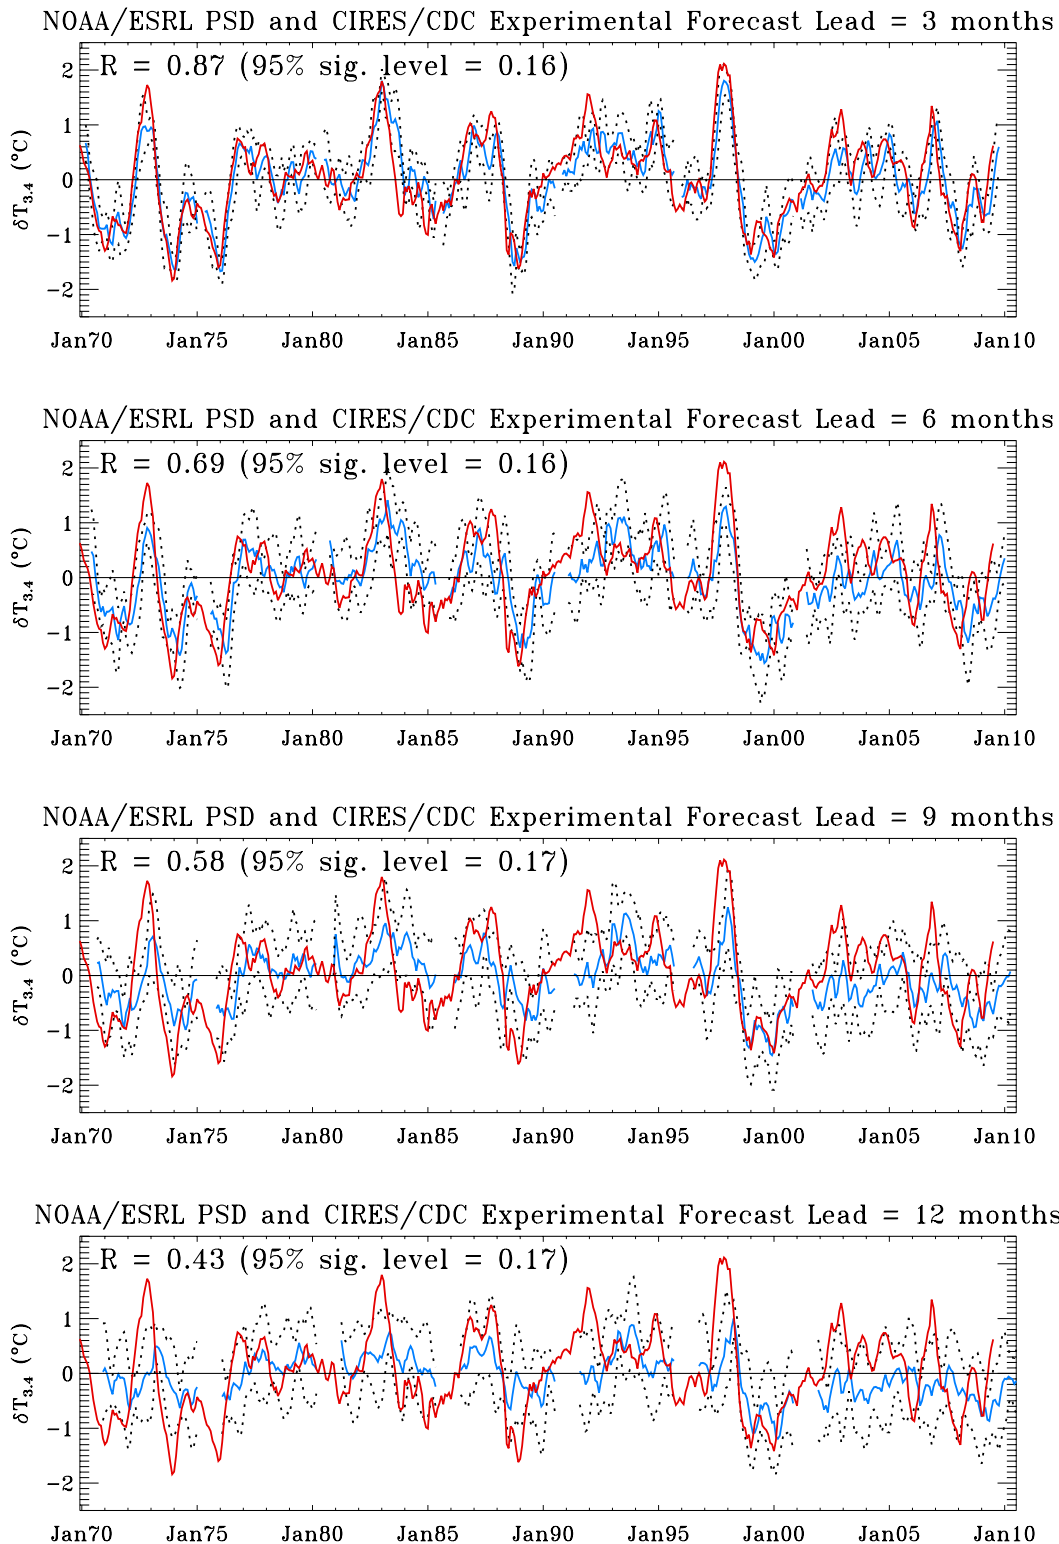 NOAA/ESRL PSD and CIRES/CDC Experimental Forecast Lead = 3 months
R = 0.87 (95% sig. level = 0.16)
2
1
0
−1
−2
δT3.4 (°C)
Jan70 Jan75 Jan80 Jan85 Jan90 Jan95 Jan00 Jan05 Jan10
NOAA/ESRL PSD and CIRES/CDC Experimental Forecast Lead = 6 months
R = 0.69 (95% sig. level = 0.16)
2
1
0
−1
−2
δT3.4 (°C)
Jan70 Jan75 Jan80 Jan85 Jan90 Jan95 Jan00 Jan05 Jan10
NOAA/ESRL PSD and CIRES/CDC Experimental Forecast Lead = 9 months
R = 0.58 (95% sig. level = 0.17)
2
1
0
−1
−2
δT3.4 (°C)
Jan70 Jan75 Jan80 Jan85 Jan90 Jan95 Jan00 Jan05 Jan10
NOAA/ESRL PSD and CIRES/CDC Experimental Forecast Lead = 12 months
R = 0.43 (95% sig. level = 0.17)
2
1
0
−1
−2
δT3.4 (°C)
Jan70 Jan75 Jan80 Jan85 Jan90 Jan95 Jan00 Jan05 Jan10